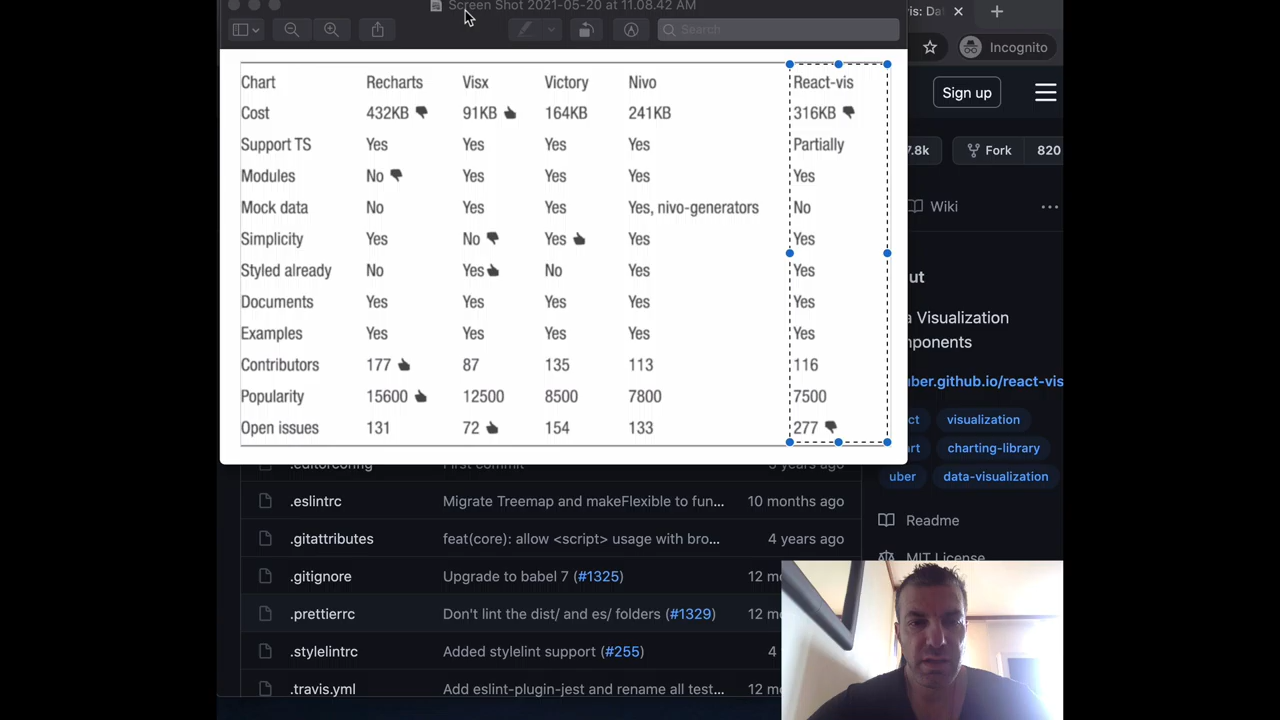 Screen Shot 2021-05-20 at 11.08.42 AM
Search
Incognito
Sign up
Chart Recharts Visx Victory Nivo React-vis
Cost 432KB 91KB 164KB 241KB 316KB
Support TS Yes Yes Yes Yes Partially
Modules No Yes Yes Yes Yes
Mock data No Yes Yes Yes, nivo-generators No
Simplicity Yes No Yes Yes Yes
Styled already No Yes No Yes Yes
Documents Yes Yes Yes Yes Yes
Examples Yes Yes Yes Yes Yes
Contributors 177 87 135 113 116
Popularity 15600 12500 8500 7800 7500
Open issues 131 72 154 133 277
7.8k Fork 820
Wiki
Visualization
uber.github.io/react-vis
visualization
charting-library
uber data-visualization
Readme
MIT License
.editorconfig First commit
.eslintrc Migrate Treemap and makeFlexible to fun... 10 months ago
.gitattributes feat(core): allow <script> usage with bro... 4 years ago
.gitignore Upgrade to babel 7 (#1325) 12
.prettierrc Don't lint the dist/ and es/ folders (#1329) 12
.stylelintrc Added stylelint support (#255) 4
.travis.yml Add eslint-plugin-jest and rename all test... 12